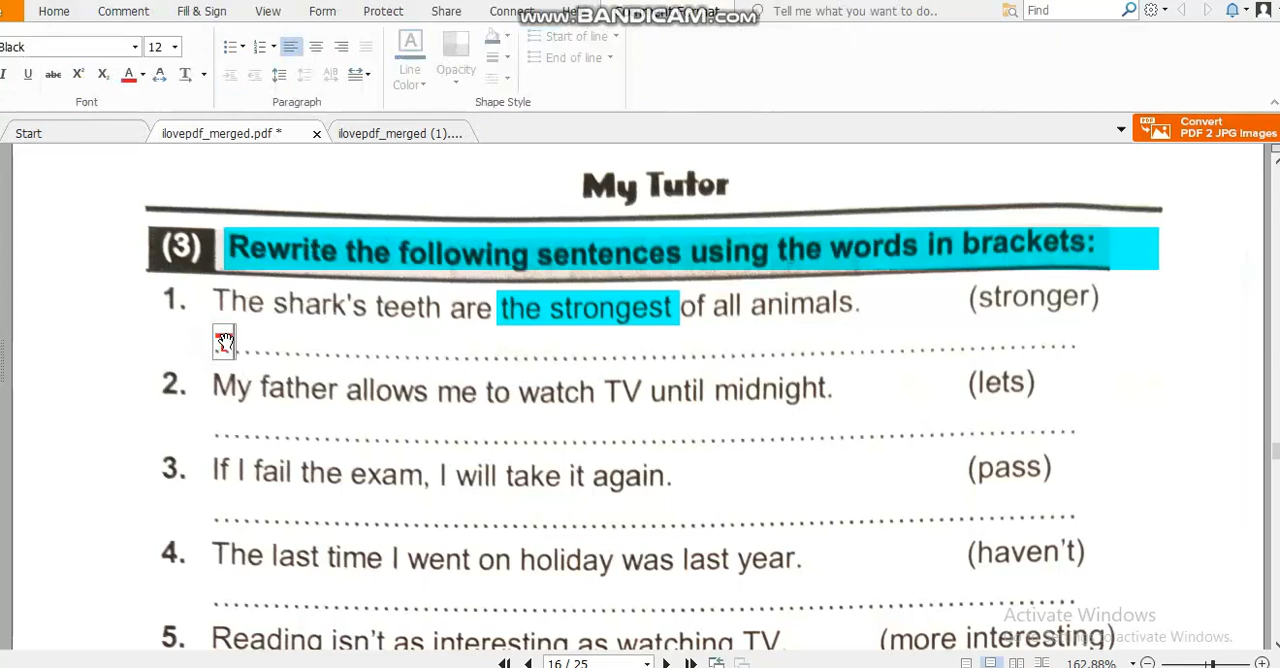 Home Comment Fill & Sign View Form Protect Share Connect Tell me what you want to do.. Find
www.BANDICAM.com
Black 12 Start of line
Line Color Opacity End of line
Font Paragraph Shape Style
Start ilovepdf_merged.pdf * ilovepdf_merged (1).... Convert PDF 2 JPG Images
My Tutor
(3) Rewrite the following sentences using the words in brackets:
1. The shark's teeth are the strongest of all animals. (stronger)
2. My father allows me to watch TV until midnight. (lets)
3. If I fail the exam, I will take it again. (pass)
4. The last time I went on holiday was last year. (haven't)
Activate Windows
5. Reading isn't as interesting as watching TV. (more interesting)
to activate Windows.
16 / 25 162.88%